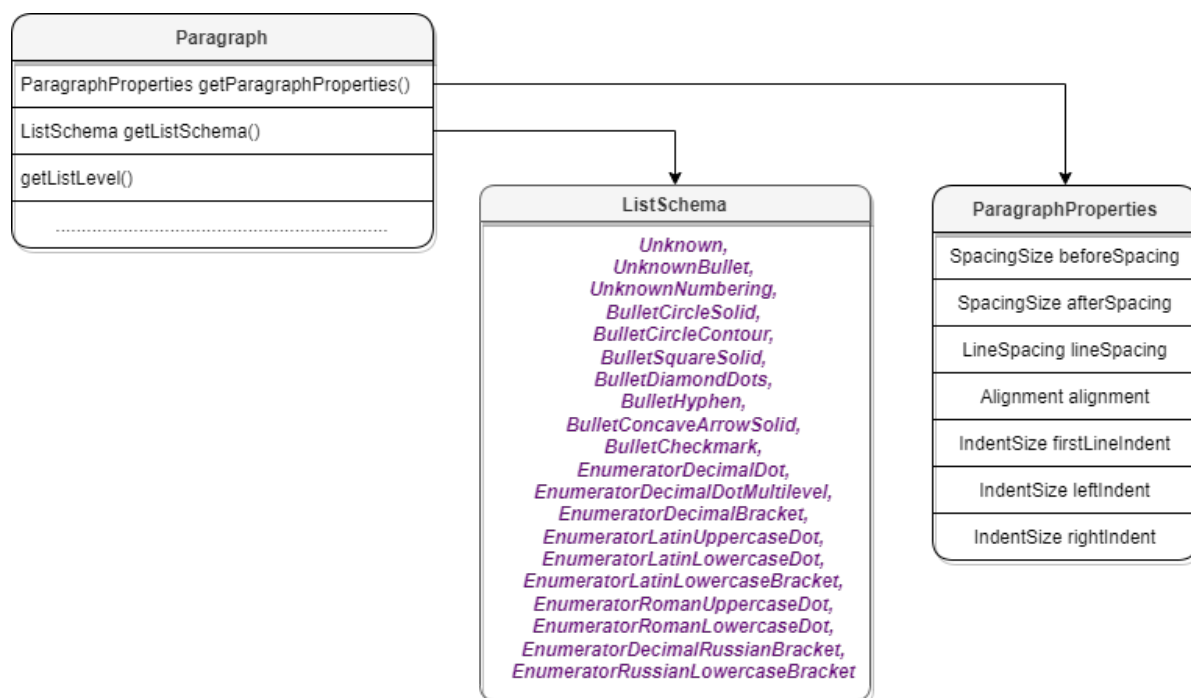 Paragraph
ParagraphProperties getParagraphProperties()
ListSchema getListSchema()
getListLevel()
ListSchema
Unknown,
UnknownBullet,
UnknownNumbering,
BulletCircleSolid,
BulletCircleContour,
BulletSquareSolid,
BulletDiamondDots,
BulletHyphen,
BulletConcaveArrowSolid,
BulletCheckmark,
EnumeratorDecimalDot,
EnumeratorDecimalDotMultilevel,
EnumeratorDecimalBracket,
EnumeratorLatinUppercaseDot,
EnumeratorLatinLowercaseDot,
EnumeratorLatinLowercaseBracket,
EnumeratorRomanUppercaseDot,
EnumeratorRomanLowercaseDot,
EnumeratorDecimalRussianBracket,
EnumeratorRussianLowercaseBracket
ParagraphProperties
SpacingSize beforeSpacing
SpacingSize afterSpacing
LineSpacing lineSpacing
Alignment alignment
IndentSize firstLineIndent
IndentSize leftIndent
IndentSize rightIndent